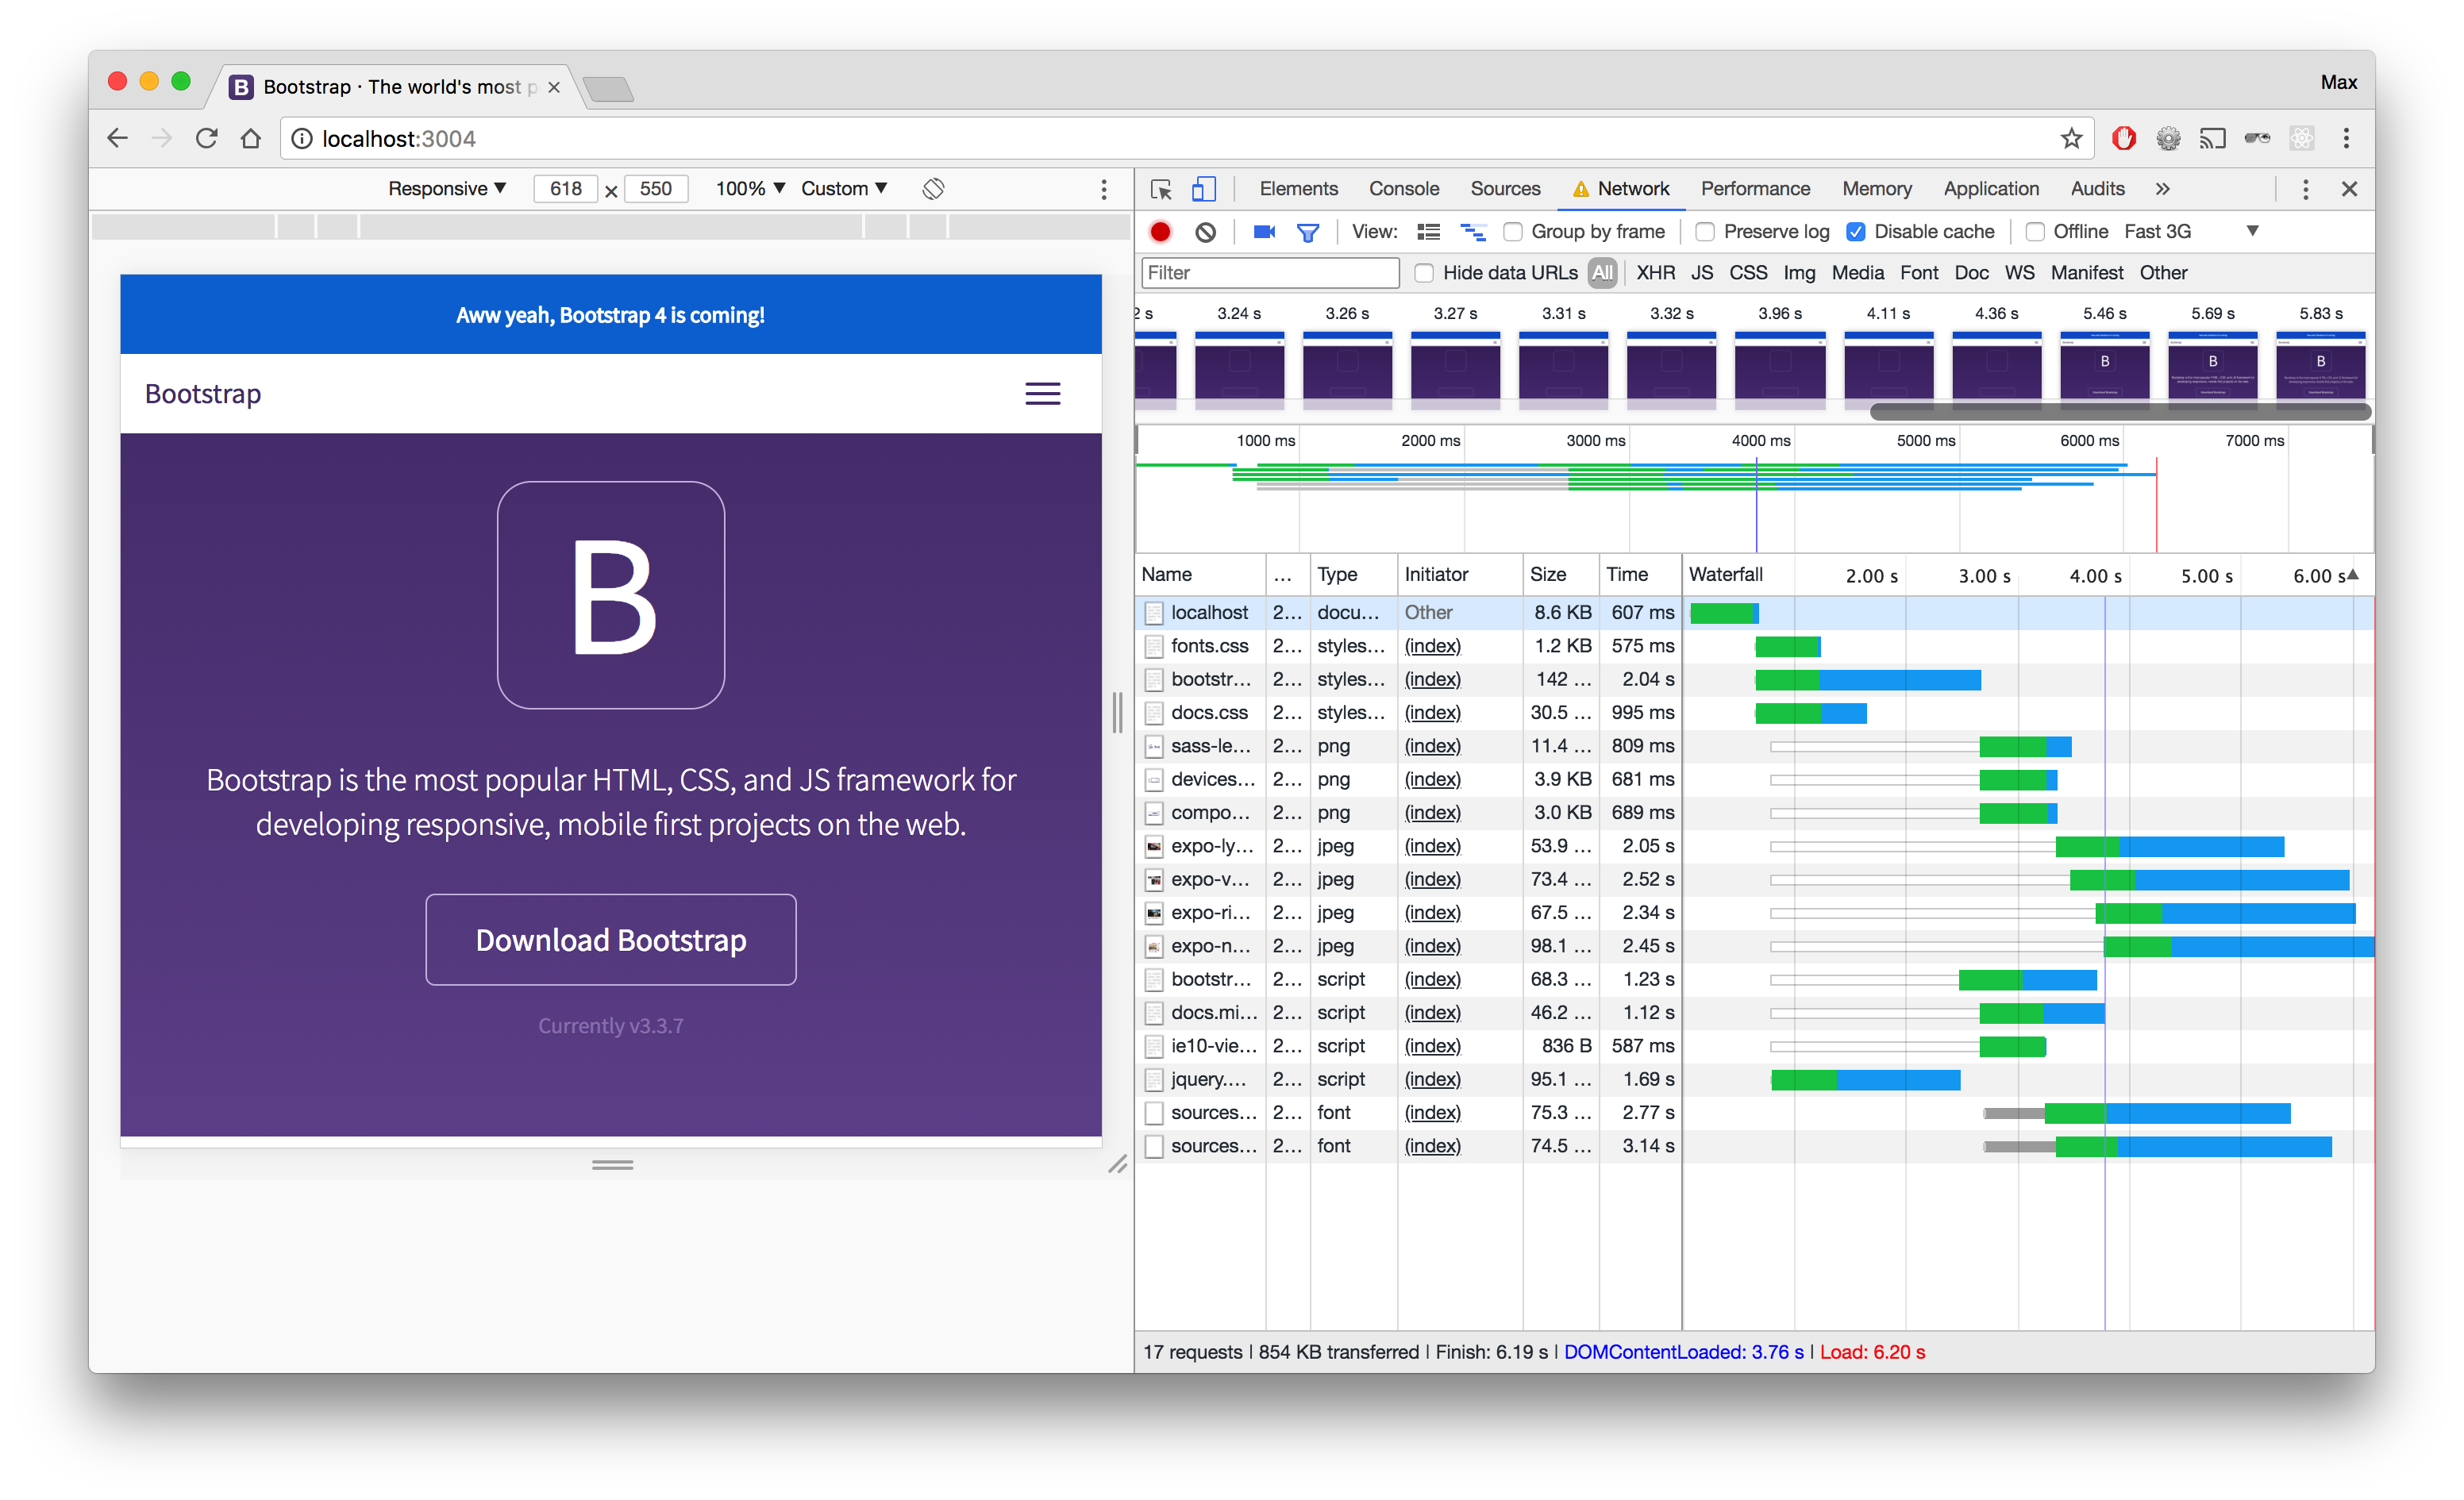 Bootstrap · The world's most p
Max
localhost:3004
Responsive ▼ 618 × 550 100% ▼ Custom ▼
Elements Console Sources Network Performance Memory Application Audits »
View: Group by frame Preserve log Disable cache Offline Fast 3G ▼
Filter Hide data URLs All XHR JS CSS Img Media Font Doc WS Manifest Other
2 s 3.24 s 3.26 s 3.27 s 3.31 s 3.32 s 3.96 s 4.11 s 4.36 s 5.46 s 5.69 s 5.83 s
1000 ms 2000 ms 3000 ms 4000 ms 5000 ms 6000 ms 7000 ms
Aww yeah, Bootstrap 4 is coming!
Bootstrap
B
Bootstrap is the most popular HTML, CSS, and JS framework for
developing responsive, mobile first projects on the web.
Download Bootstrap
Currently v3.3.7
Name ... Type Initiator Size Time Waterfall 2.00 s 3.00 s 4.00 s 5.00 s 6.00 s▲
localhost 2... docu... Other 8.6 KB 607 ms
fonts.css 2... styles... (index) 1.2 KB 575 ms
bootstr... 2... styles... (index) 142 ... 2.04 s
docs.css 2... styles... (index) 30.5 ... 995 ms
sass-le... 2... png (index) 11.4 ... 809 ms
devices... 2... png (index) 3.9 KB 681 ms
compo... 2... png (index) 3.0 KB 689 ms
expo-ly... 2... jpeg (index) 53.9 ... 2.05 s
expo-v... 2... jpeg (index) 73.4 ... 2.52 s
expo-ri... 2... jpeg (index) 67.5 ... 2.34 s
expo-n... 2... jpeg (index) 98.1 ... 2.45 s
bootstr... 2... script (index) 68.3 ... 1.23 s
docs.mi... 2... script (index) 46.2 ... 1.12 s
ie10-vie... 2... script (index) 836 B 587 ms
jquery.... 2... script (index) 95.1 ... 1.69 s
sources... 2... font (index) 75.3 ... 2.77 s
sources... 2... font (index) 74.5 ... 3.14 s
17 requests | 854 KB transferred | Finish: 6.19 s | DOMContentLoaded: 3.76 s | Load: 6.20 s